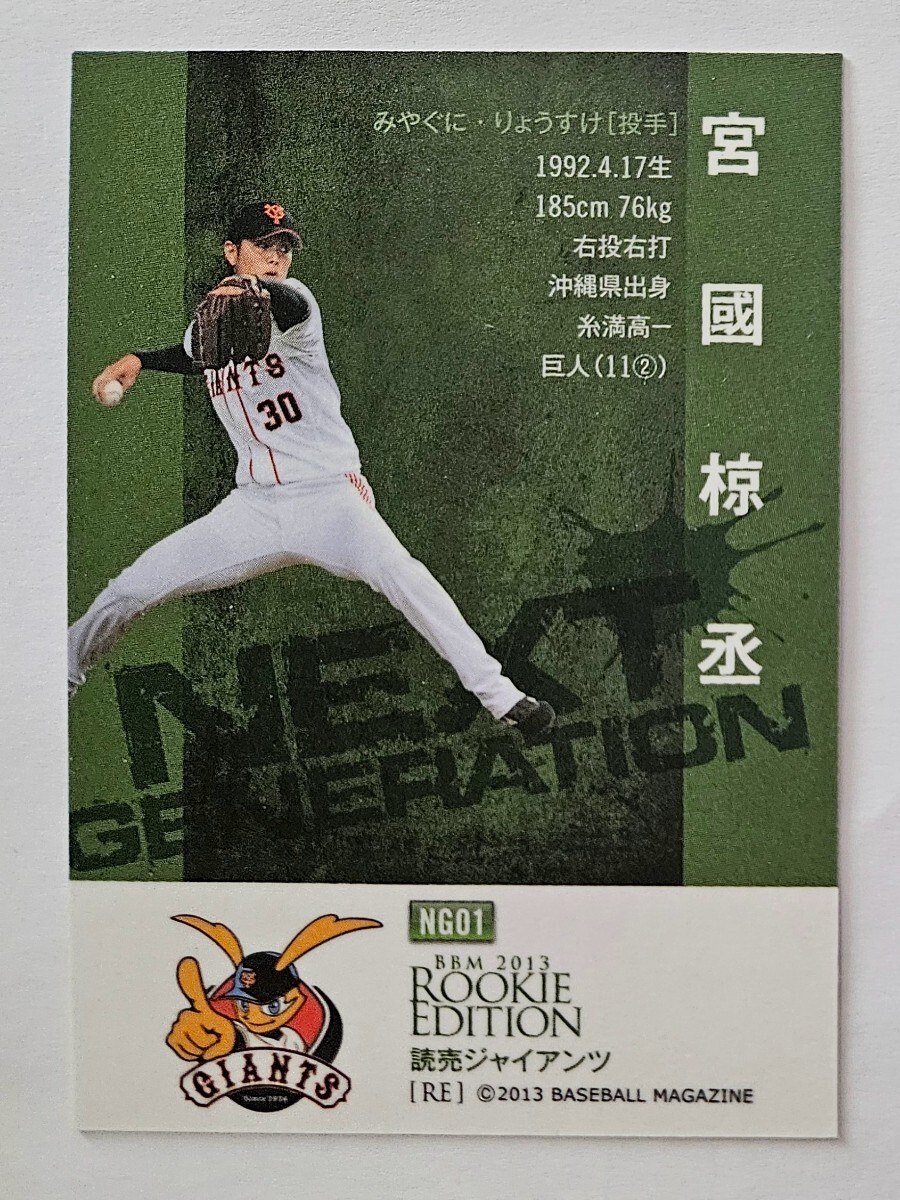 宮國椋丞
みやぐに・りょうすけ[投手]
1992.4.17生
185cm 76kg
右投右打
沖縄県出身
糸満高ー
巨人(11②)
GIANTS
30
NEXT
GENERATION
NG01
BBM 2013
ROOKIE
EDITION
読売ジャイアンツ
[RE] ©2013 BASEBALL MAGAZINE
GIANTS
Since 1934